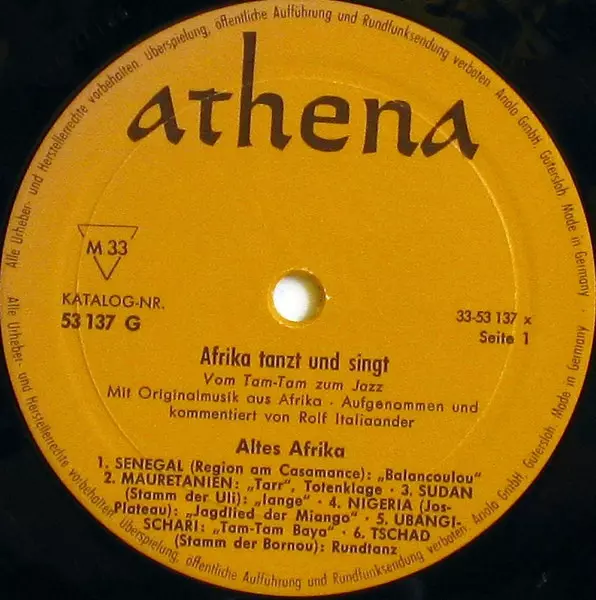 Alle Urheber- und Herstellerrechte vorbehalten. Überspielung, öffentliche Aufführung und Rundfunksendung verboten. Ariola GmbH, Gütersloh. Made in Germany
athena
M 33
KATALOG-NR.
53 137 G
33-53 137 x
Seite 1
Afrika tanzt und singt
Vom Tam-Tam zum Jazz
Mit Originalmusik aus Afrika · Aufgenommen und
kommentiert von Rolf Italiaander
Altes Afrika
1. SENEGAL (Region am Casamance): „Balancoulou"
2. MAURETANIEN: „Tarr", Totenklage · 3. SUDAN
(Stamm der Uli): „Iange" · 4. NIGERIA (Jos-
Plateau): „Jagdlied der Miango" · 5. UBANGI-
SCHARI: „Tam-Tam Baya" · 6. TSCHAD
(Stamm der Bornou): Rundtanz
Alle Urheber- und Herstellerrechte vorbehalten. Überspielung, öffentliche Aufführung und Rundfunksendung verboten. Ariola GmbH, Gütersloh. Made in Germany